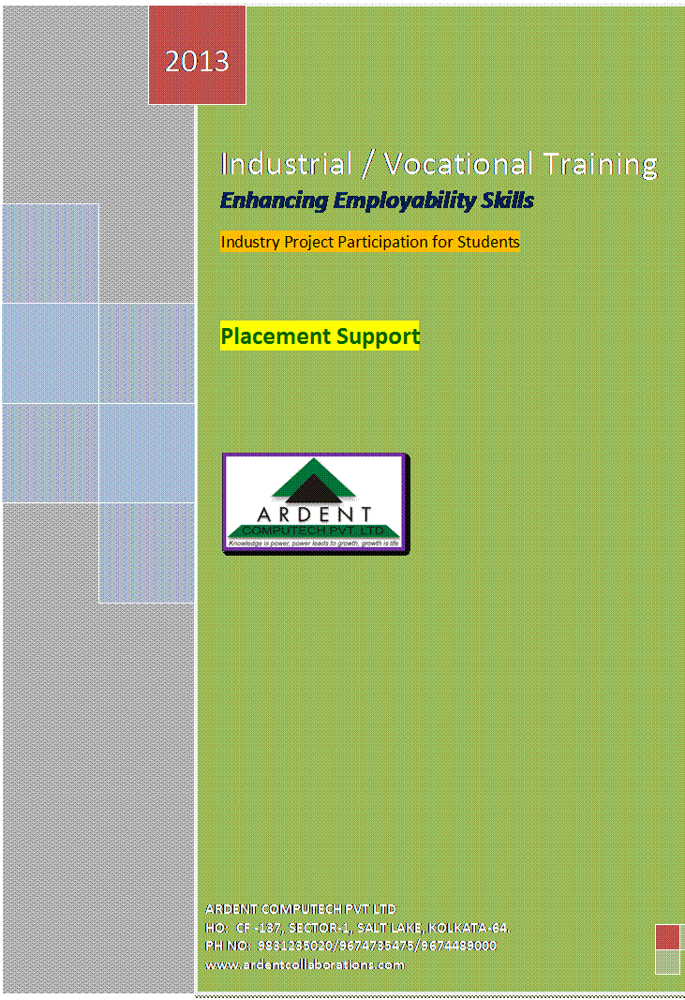 2013
Industrial / Vocational Training
Enhancing Employability Skills
Industry Project Participation for Students
Placement Support
ARDENT
COMPUTECH PVT. LTD
Knowledge is power, power leads to growth, growth is life
ARDENT COMPUTECH PVT LTD
HO: CF -137, SECTOR-1, SALT LAKE, KOLKATA-64.
PH NO: 9831235020/9674735475/9674489000
www.ardentcollaborations.com